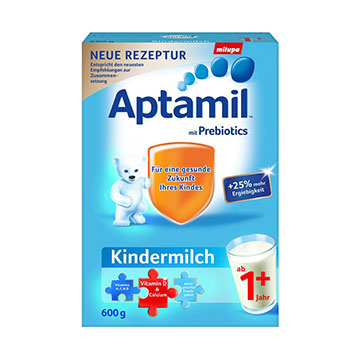 milupa
NEUE REZEPTUR
Entspricht den neuesten
Empfehlungen zur
Zusammen-
setzung
Aptamil
mit Prebiotics
Für eine gesunde
Zukunft
Ihres Kindes
+25% mehr
Ergiebigkeit
Kindermilch
ab
1+
Jahr
Vitamin D
&
Calcium
600g